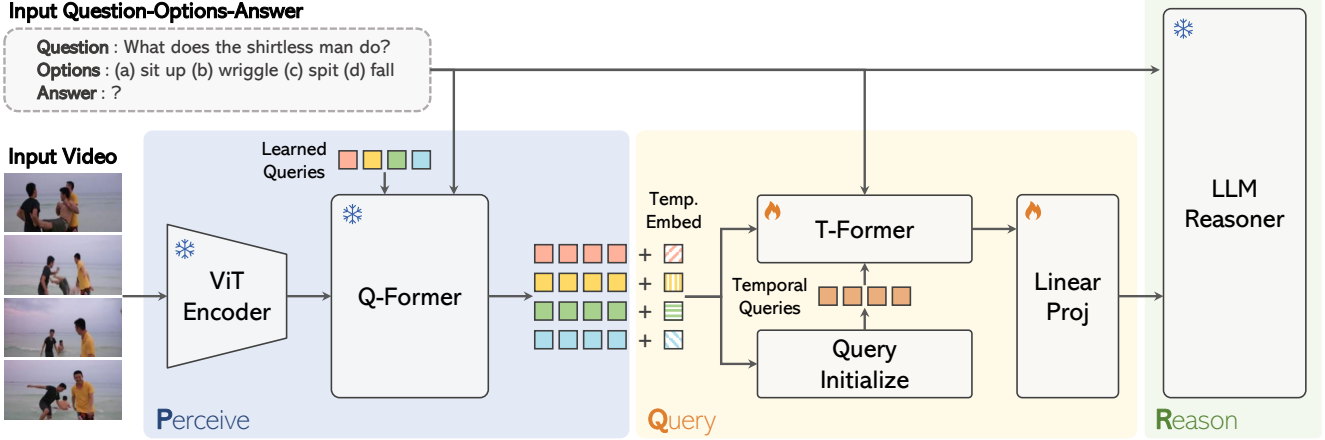 Input Question-Options-Answer
Question : What does the shirtless man do?
Options : (a) sit up (b) wriggle (c) spit (d) fall
Answer : ?
Input Video
Learned
Queries
ViT
Encoder
Q-Former
Perceive
Temp.
Embed
+
+
+
+
T-Former
Temporal
Queries
Query
Initialize
Linear
Proj
Query
LLM
Reasoner
Reason